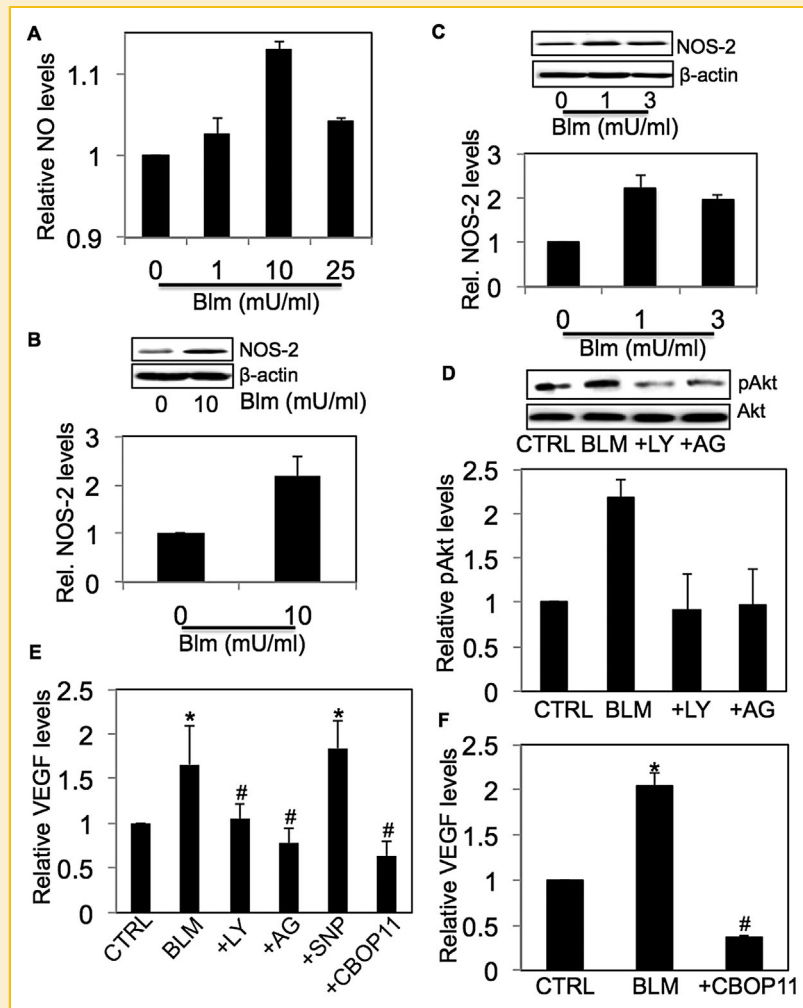 A
Relative NO levels
1.1
1
0.9
0 1 10 25
Blm (mU/ml)
B
NOS-2
β-actin
0 10 Blm (mU/ml)
Rel. NOS-2 levels
3
2
1
0
0 10
Blm (mU/ml)
C
NOS-2
β-actin
0 1 3
Blm (mU/ml)
Rel. NOS-2 levels
3
2
1
0
0 1 3
Blm (mU/ml)
D
pAkt
Akt
CTRL BLM +LY +AG
Relative pAkt levels
2.5
2
1.5
1
0.5
0
CTRL BLM +LY +AG
E
Relative VEGF levels
2.5
2
1.5
1
0.5
0
* # # * #
CTRL BLM +LY +AG +SNP +CBOP11
F
Relative VEGF levels
2.5
2
1.5
1
0.5
0
* #
CTRL BLM +CBOP11